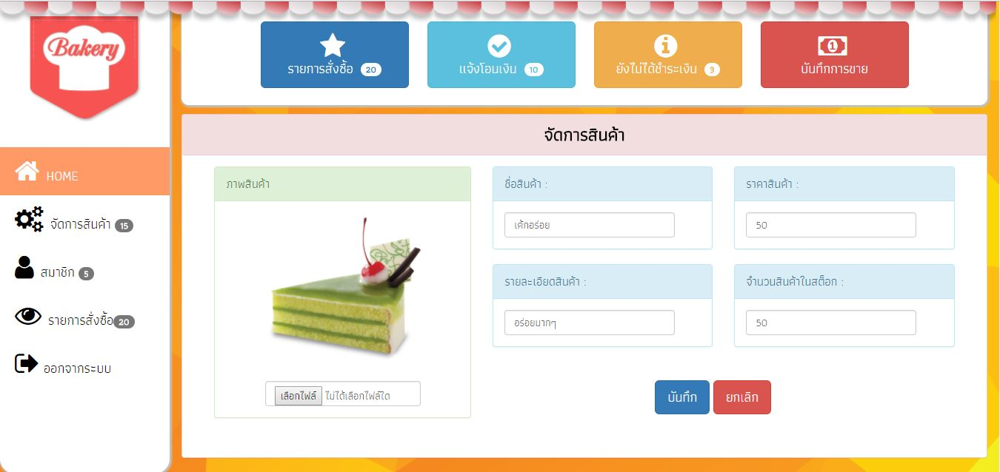 Bakery
รายการสั่งซื้อ 20
แจ้งโอนเงิน 10
ยังไม่ได้ชำระเงิน 3
1
บันทึกการขาย
HOME
จัดการสินค้า 15
สมาชิก 5
รายการสั่งซื้อ 20
ออกจากระบบ
จัดการสินค้า
ภาพสินค้า
เลือกไฟล์ ไม่ได้เลือกไฟล์ใด
ชื่อสินค้า :
เค้กอร่อย
ราคาสินค้า :
50
รายละเอียดสินค้า :
อร่อยมากๆ
จำนวนสินค้าในสต็อก :
50
บันทึก
ยกเลิก